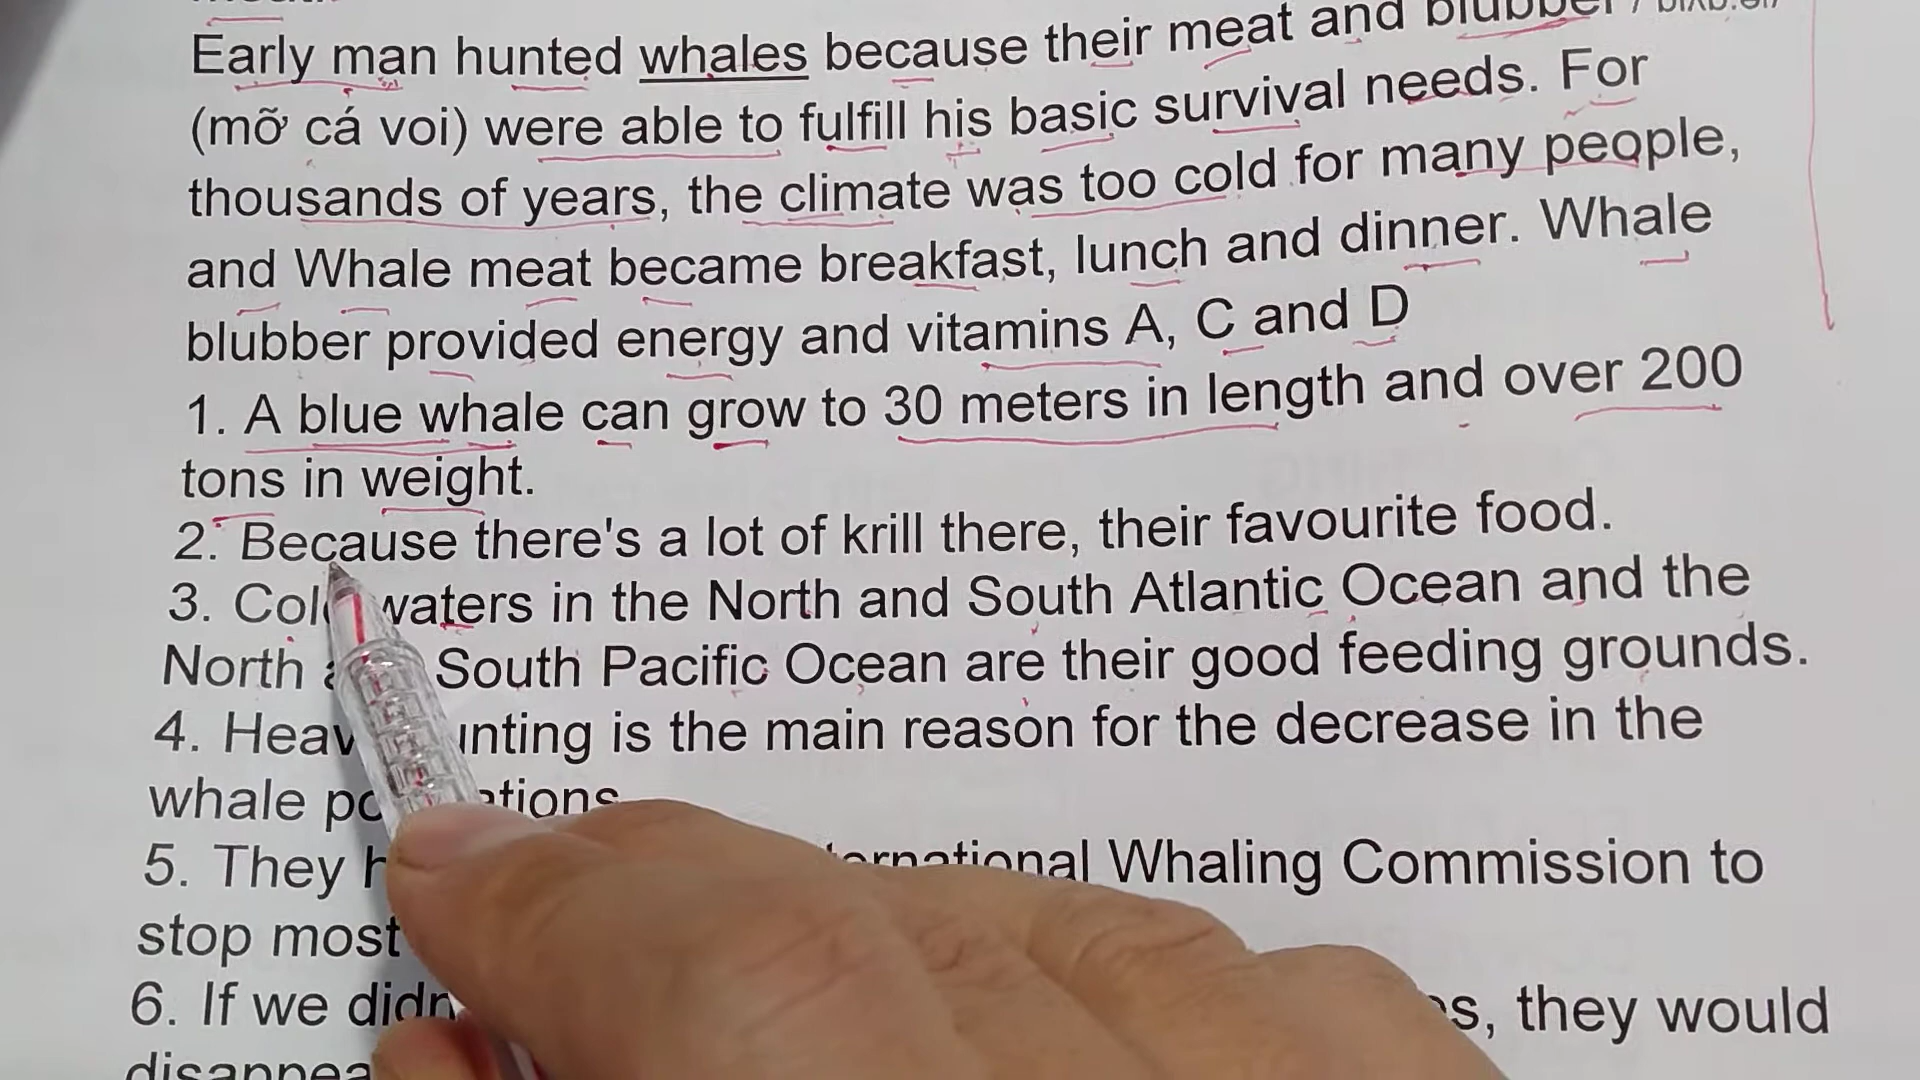 Early man hunted whales because their meat and blubber
(mỡ cá voi) were able to fulfill his basic survival needs. For
thousands of years, the climate was too cold for many people,
and Whale meat became breakfast, lunch and dinner. Whale
blubber provided energy and vitamins A, C and D
1. A blue whale can grow to 30 meters in length and over 200
tons in weight.
2. Because there's a lot of krill there, their favourite food.
3. Cold waters in the North and South Atlantic Ocean and the
North South Pacific Ocean are their good feeding grounds.
4. is the main reason for the decrease in the
whale
5. They Whaling Commission to
stop most
6. If we they would